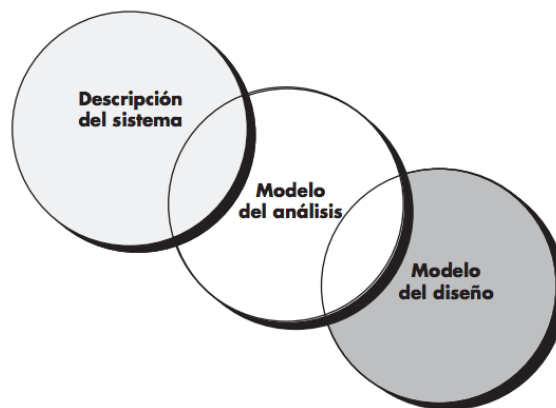 Descripción
del sistema
Modelo
del análisis
Modelo
del diseño